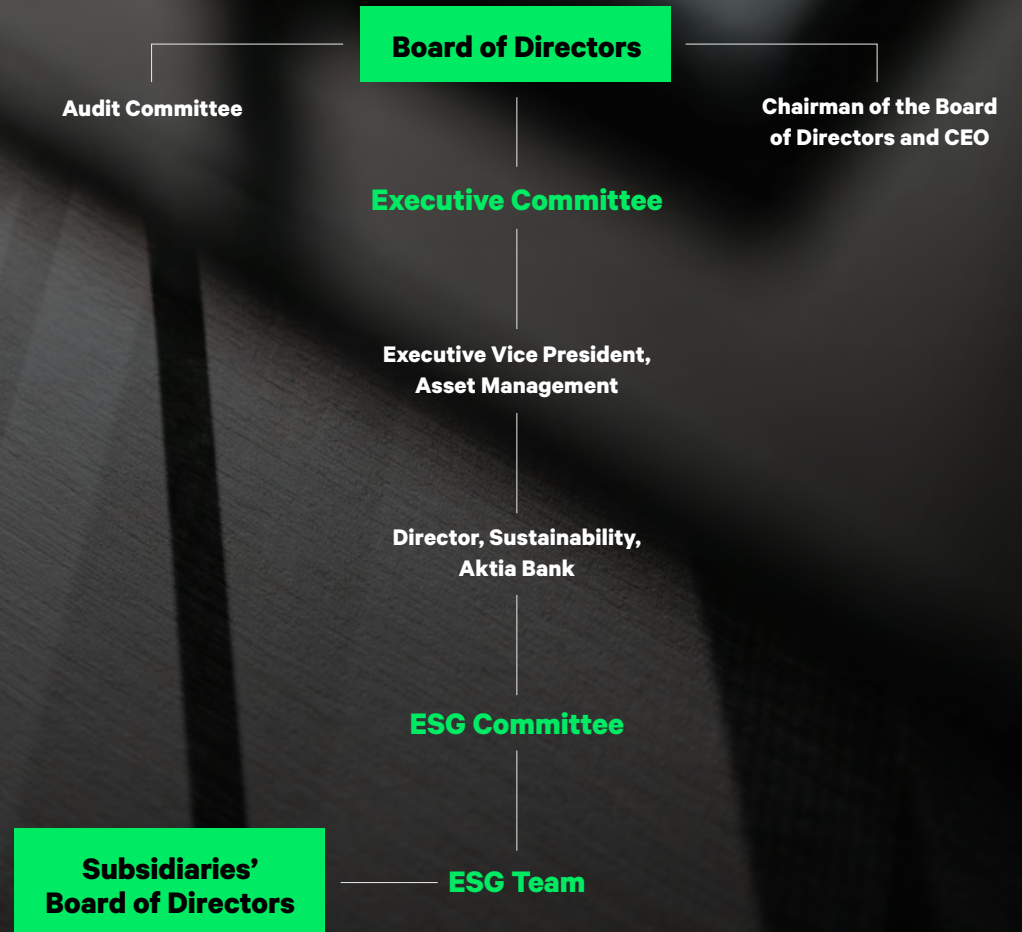 Board of Directors
Audit Committee
Chairman of the Board
of Directors and CEO
Executive Committee
Executive Vice President,
Asset Management
Director, Sustainability,
Aktia Bank
ESG Committee
Subsidiaries’
Board of Directors
ESG Team